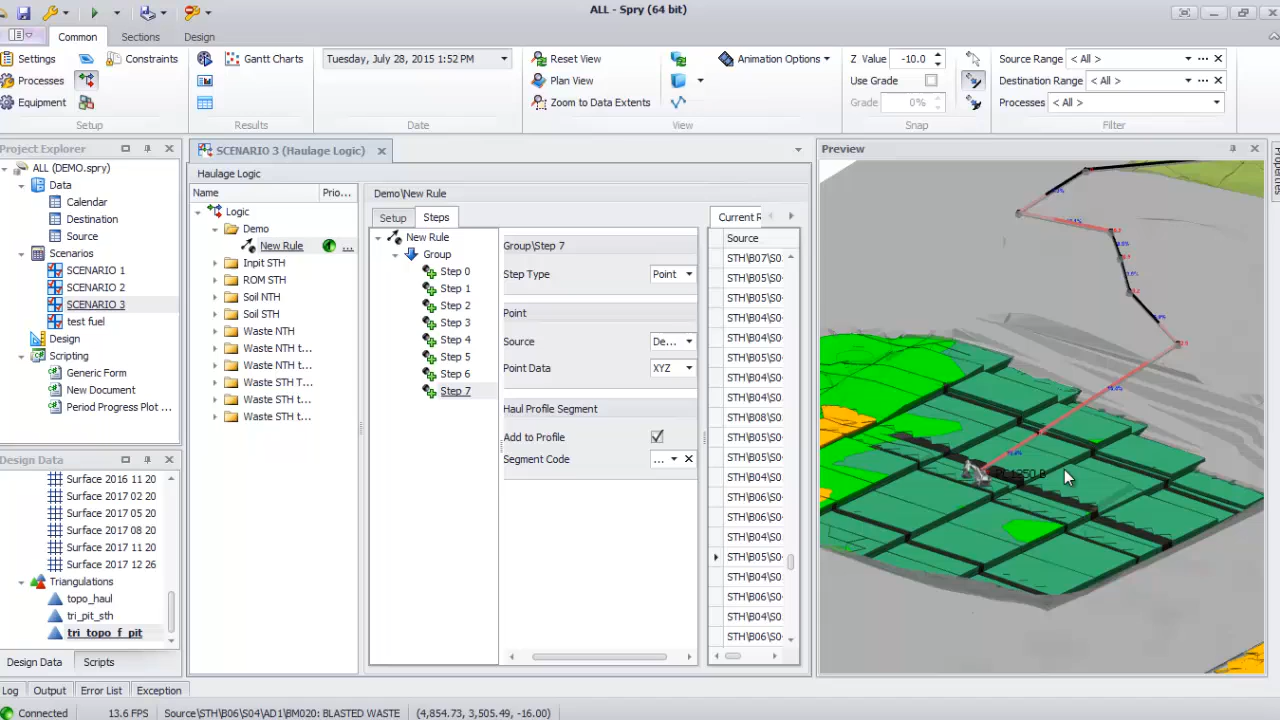 ALL - Spry (64 bit)
Common Sections Design
Settings Constraints Gantt Charts Tuesday, July 28, 2015 1:52 PM Reset View Animation Options Z Value -10.0 Source Range < All >
Processes Plan View Use Grade Destination Range < All >
Equipment Zoom to Data Extents Grade 0% Processes < All >
Setup Results Date View Snap Filter
Project Explorer
ALL (DEMO.spry)
Data
Calendar
Destination
Source
Scenarios
SCENARIO 1
SCENARIO 2
SCENARIO 3
test fuel
Design
Scripting
Generic Form
New Document
Period Progress Plot ...
Design Data
Surface 2016 11 20
Surface 2017 02 20
Surface 2017 05 20
Surface 2017 08 20
Surface 2017 11 20
Surface 2017 12 26
Triangulations
topo_haul
tri_pit_sth
tri_topo_f_pit
Design Data Scripts
SCENARIO 3 (Haulage Logic)
Haulage Logic
Name Prio...
Logic
Demo
New Rule ...
Inpit STH
ROM STH
Soil NTH
Soil STH
Waste NTH
Waste NTH t...
Waste NTH t...
Waste STH T...
Waste STH t...
Waste STH t...
Demo\New Rule
Setup Steps
New Rule
Group
Step 0
Step 1
Step 2
Step 3
Step 4
Step 5
Step 6
Step 7
Group\Step 7
Step Type Point
Point
Source De...
Point Data XYZ
Haul Profile Segment
Add to Profile
Segment Code ...
Current R
Source
STH\B07\S0
STH\B05\S0
STH\B05\S0
STH\B04\S0
STH\B04\S0
STH\B05\S0
STH\B04\S0
STH\B04\S0
STH\B08\S0
STH\B05\S0
STH\B05\S0
STH\B04\S0
STH\B06\S0
STH\B06\S0
STH\B04\S0
STH\B05\S0
STH\B04\S0
STH\B06\S0
STH\B04\S0
STH\B06\S0
Preview
Properties
Log Output Error List Exception
Connected 13.6 FPS Source\STH\B06\S04\AD1\BM020: BLASTED WASTE (4,854.73, 3,505.49, -16.00)